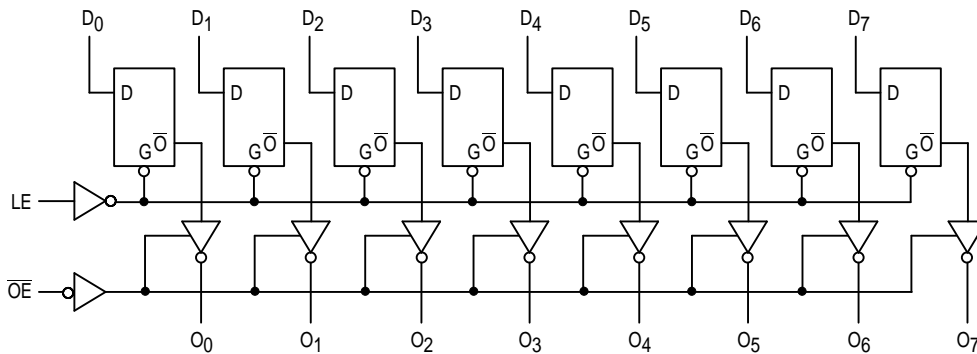 D₀ D₁ D₂ D₃ D₄ D₅ D₆ D₇
D D D D D D D D
O̅ O̅ O̅ O̅ O̅ O̅ O̅ O̅
G G G G G G G G
LE
O̅E̅
O₀ O₁ O₂ O₃ O₄ O₅ O₆ O₇